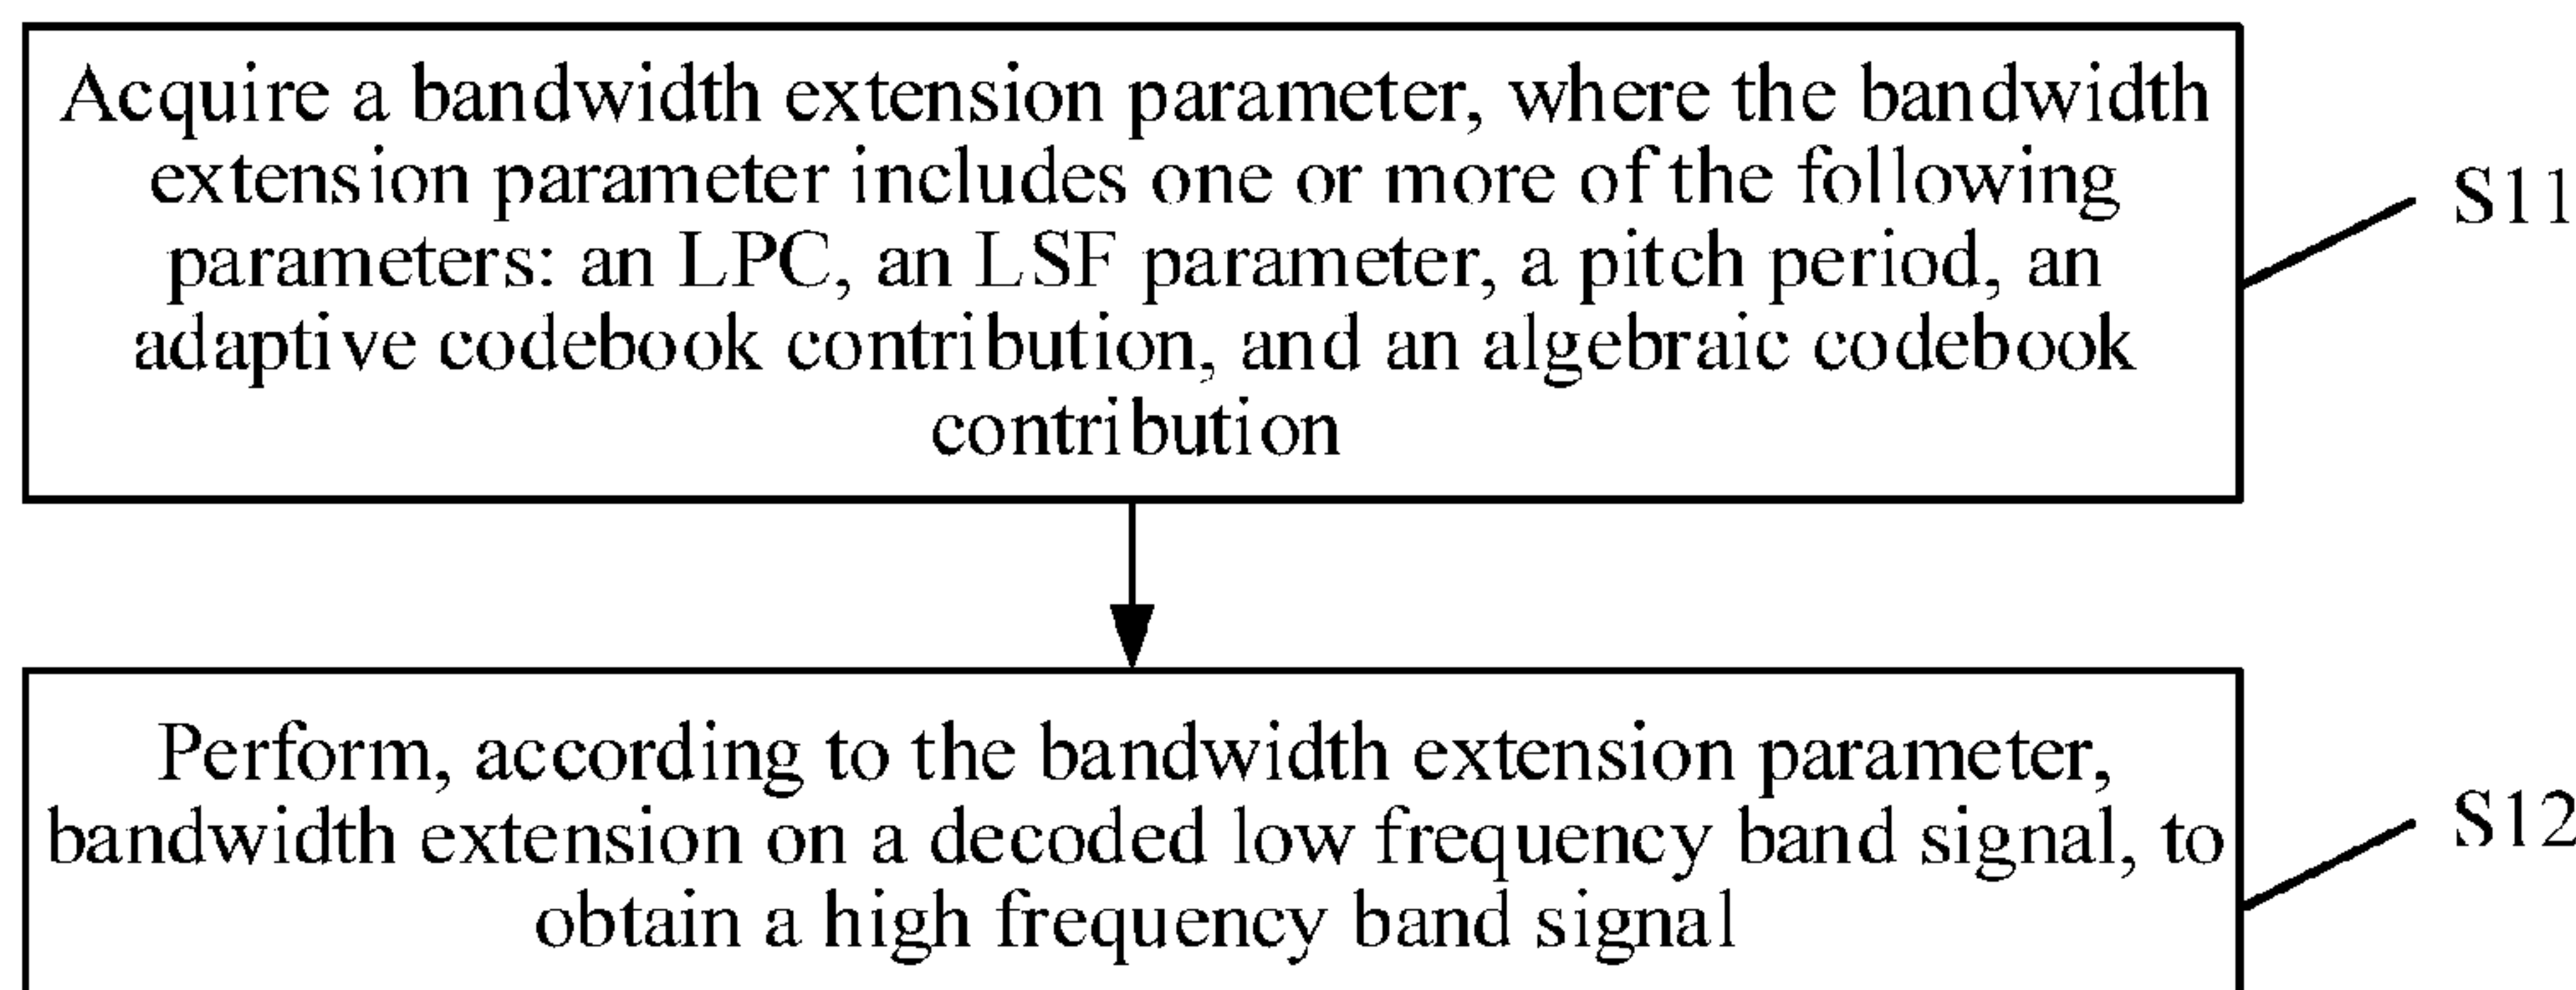 Acquire a bandwidth extension parameter, where the bandwidth
extension parameter includes one or more of the following
parameters: an LPC, an LSF parameter, a pitch period, an
adaptive codebook contribution, and an algebraic codebook
contribution
S11
Perform, according to the bandwidth extension parameter,
bandwidth extension on a decoded low frequency band signal, to
obtain a high frequency band signal
S12